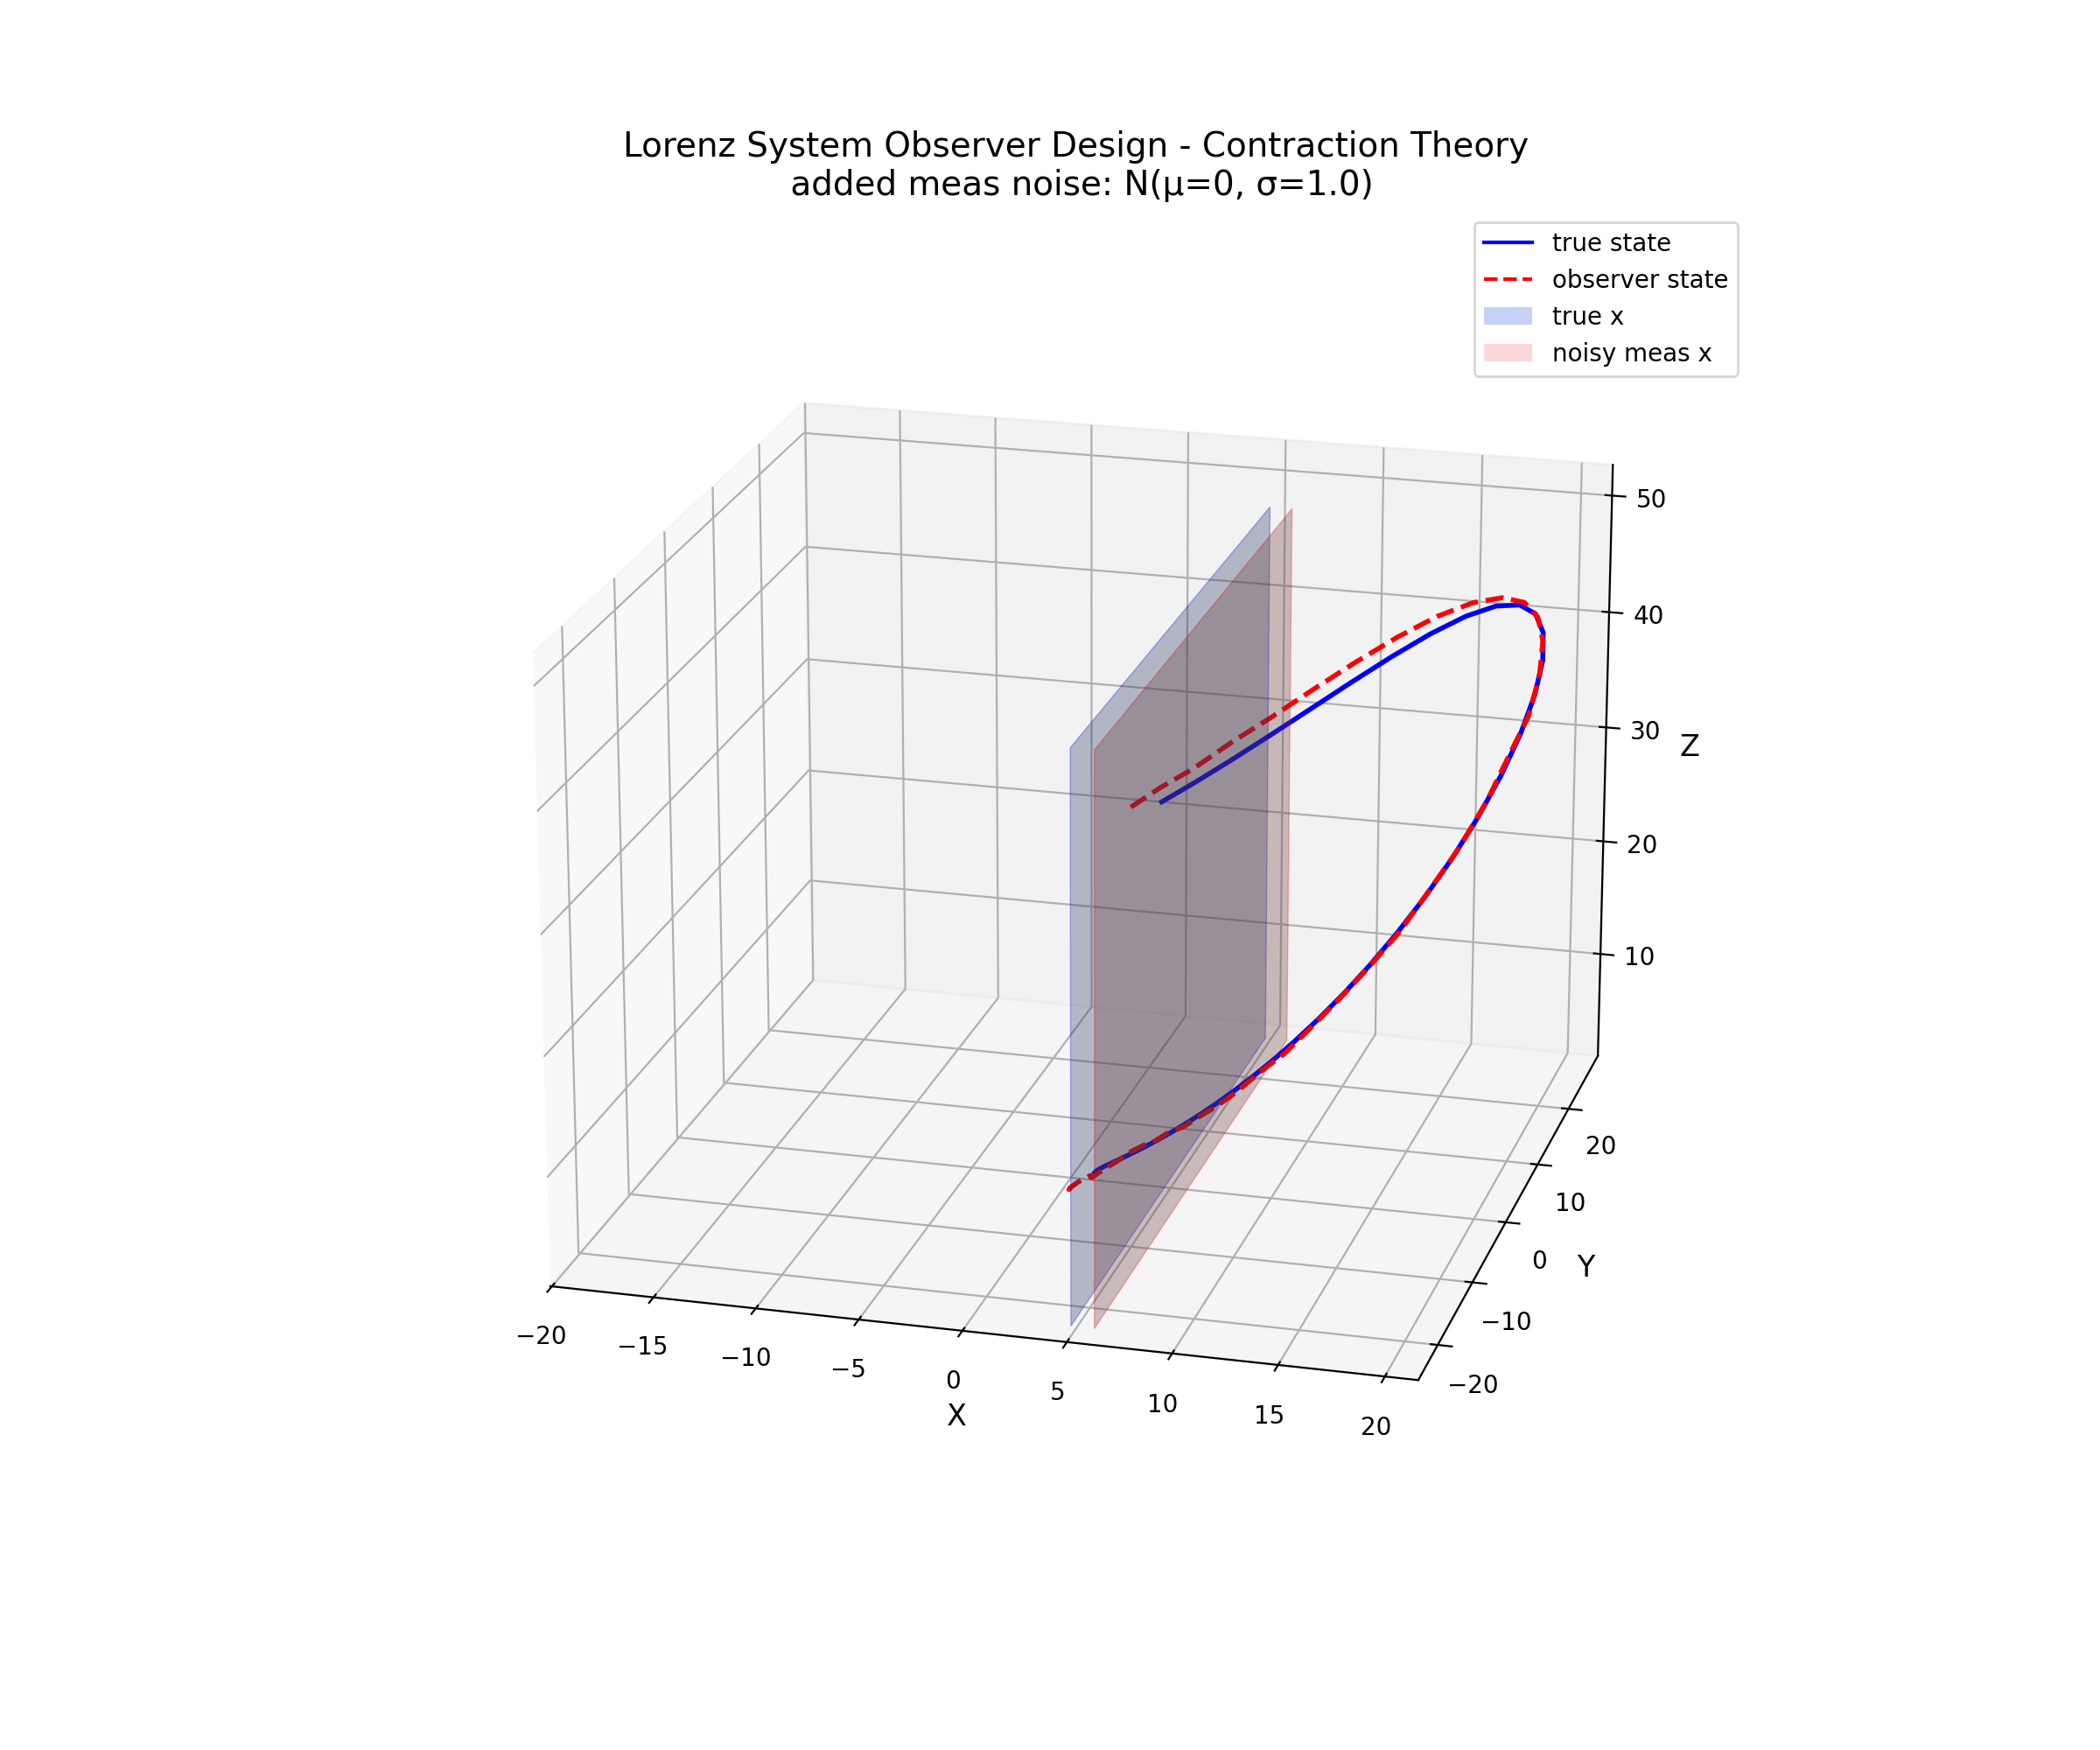 Lorenz System Observer Design - Contraction Theory
added meas noise: N(μ=0, σ=1.0)
true state
observer state
true x
noisy meas x
50
40
30
Z
20
10
20
10
0
Y
−10
−20
−20
−15
−10
−5
0
5
10
15
20
X